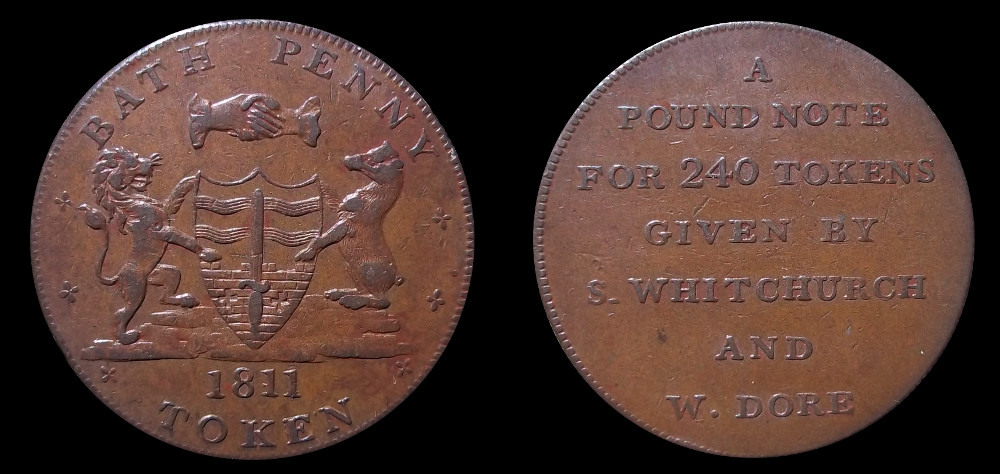 BATH PENNY
1811
TOKEN
A
POUND NOTE
FOR 240 TOKENS
GIVEN BY
S. WHITCHURCH
AND
W. DORE